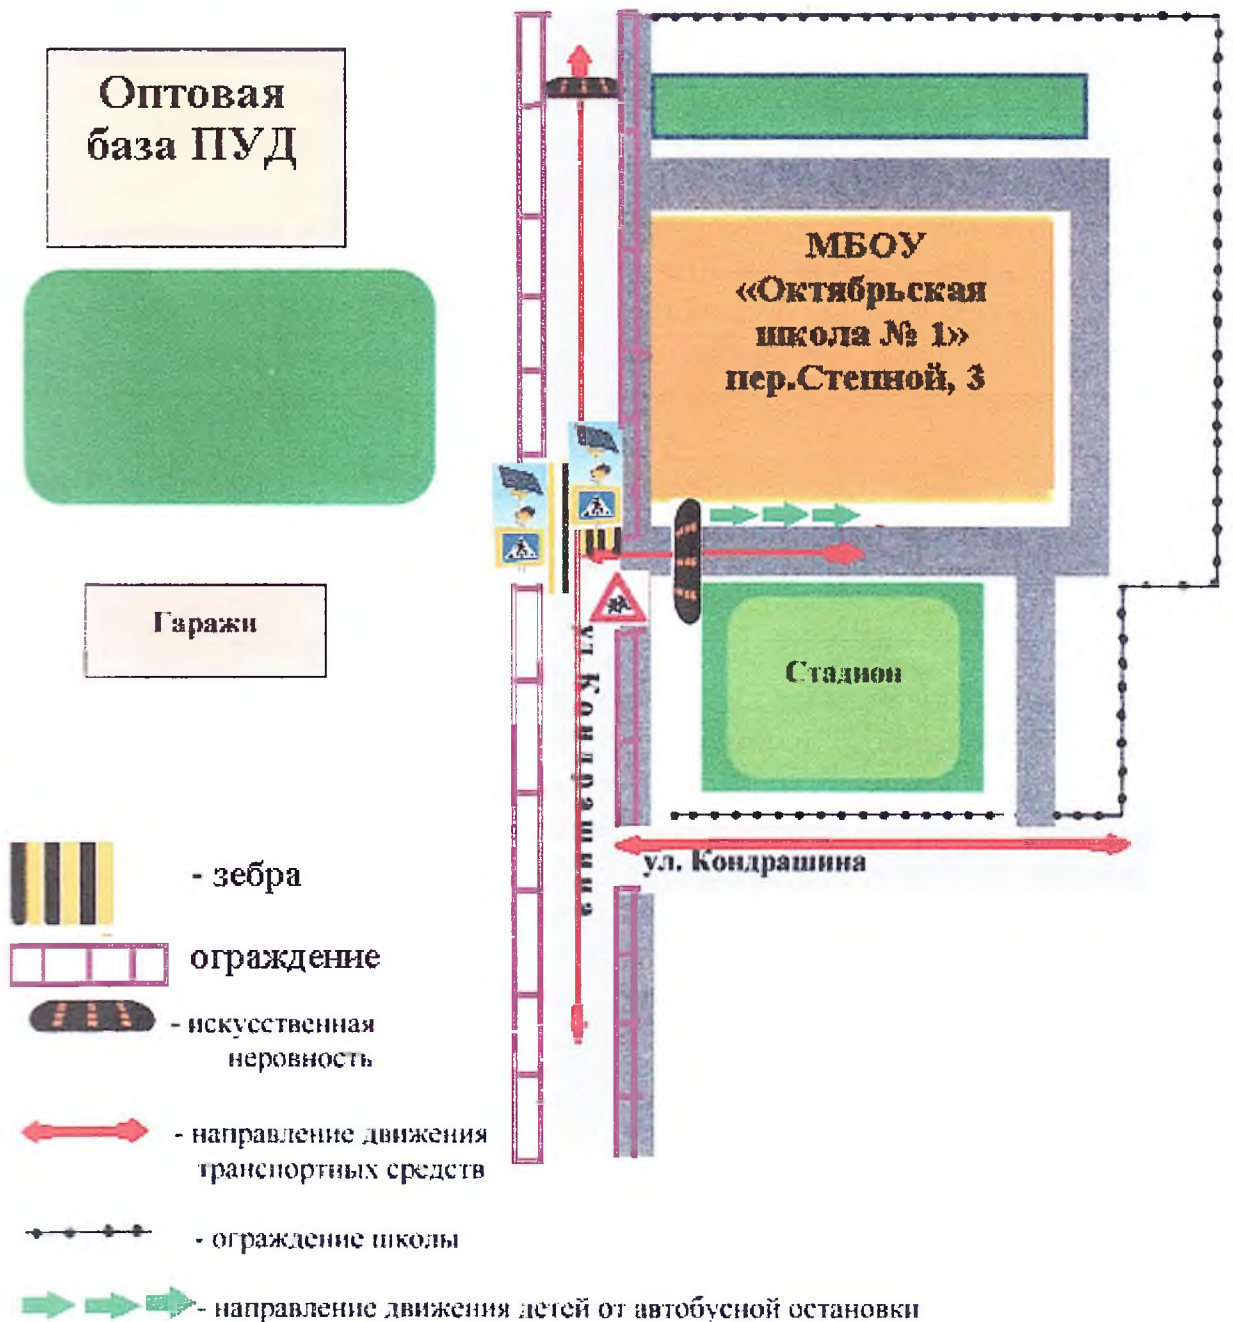 Оптовая
база ПУД
МБОУ
«Октябрьская
школа № 1»
пер.Степной, 3
Гаражи
Стадион
ул Кондрашина
ул. Кондрашина
- зебра
ограждение
- искусственная
неровность
- направление движения
транспортных средств
- ограждение школы
- направление движения детей от автобусной остановки